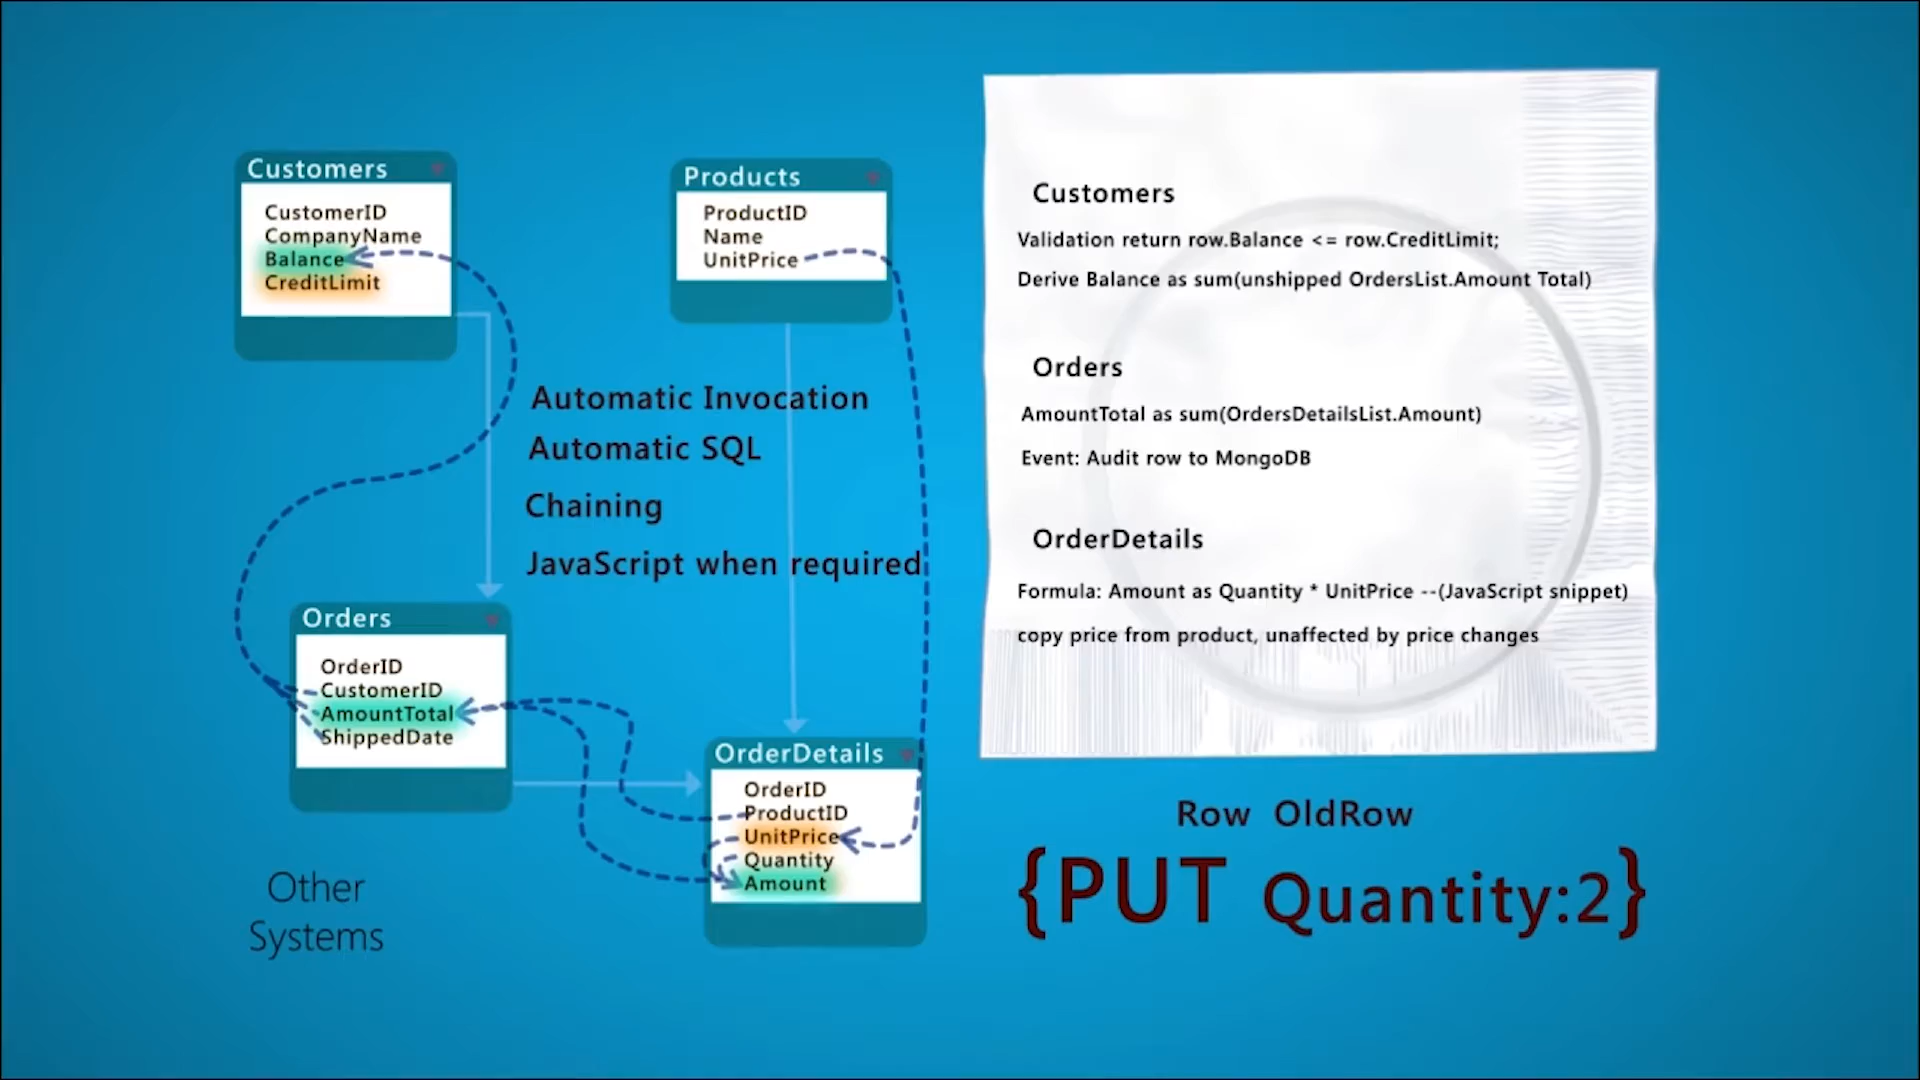 Customers
CustomerID
CompanyName
Balance
CreditLimit
Products
ProductID
Name
UnitPrice
Automatic Invocation
Automatic SQL
Chaining
JavaScript when required
Orders
OrderID
CustomerID
AmountTotal
ShippedDate
OrderDetails
OrderID
ProductID
UnitPrice
Quantity
Amount
Other
Systems
Customers
Validation return row.Balance <= row.CreditLimit;
Derive Balance as sum(unshipped OrdersList.Amount Total)
Orders
AmountTotal as sum(OrdersDetailsList.Amount)
Event: Audit row to MongoDB
OrderDetails
Formula: Amount as Quantity * UnitPrice --(JavaScript snippet)
copy price from product, unaffected by price changes
Row OldRow
{PUT Quantity:2}